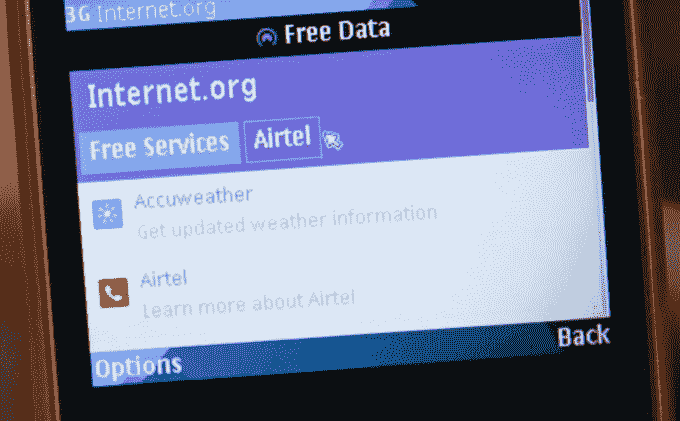 3G Internet.org
Free Data
Internet.org
Free Services Airtel
Accuweather
Get updated weather information
Airtel
Learn more about Airtel
Options Back